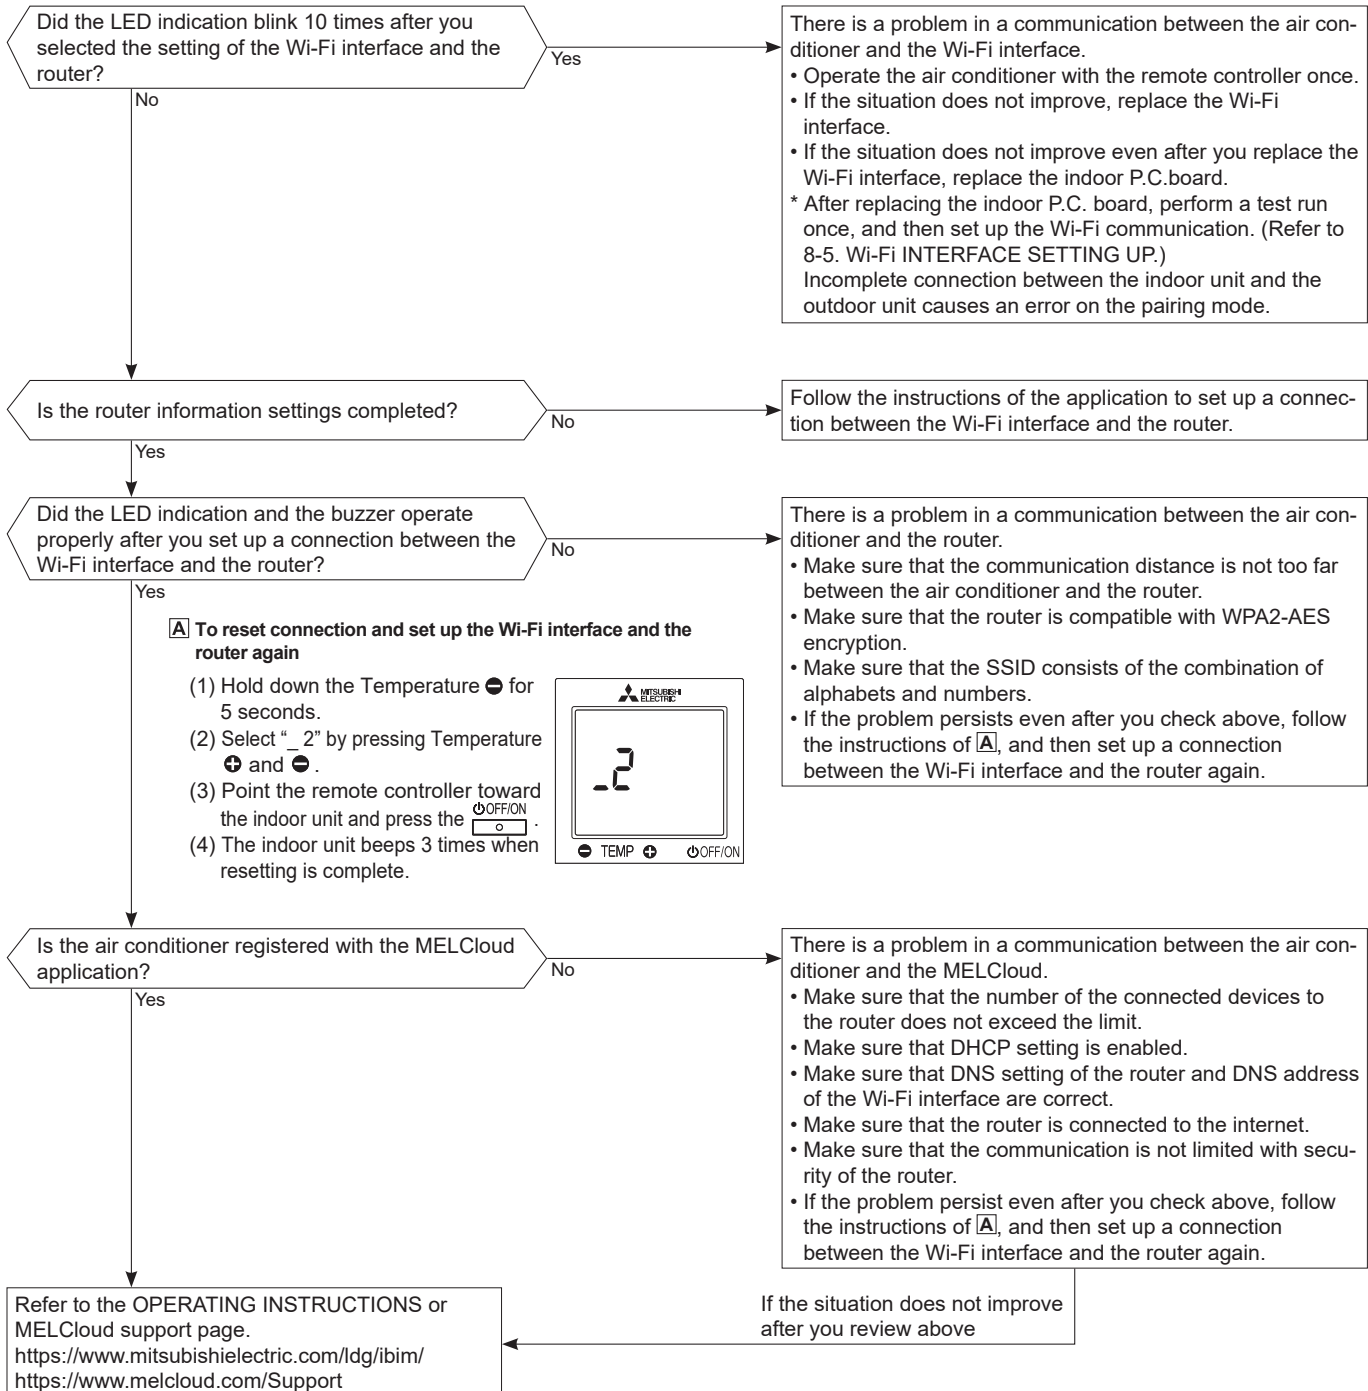 Did the LED indication blink 10 times after you
selected the setting of the Wi-Fi interface and the
router?
Yes
No
There is a problem in a communication between the air con-
ditioner and the Wi-Fi interface.
• Operate the air conditioner with the remote controller once.
• If the situation does not improve, replace the Wi-Fi
interface.
• If the situation does not improve even after you replace the
Wi-Fi interface, replace the indoor P.C.board.
* After replacing the indoor P.C. board, perform a test run
once, and then set up the Wi-Fi communication. (Refer to
8-5. Wi-Fi INTERFACE SETTING UP.)
Incomplete connection between the indoor unit and the
outdoor unit causes an error on the pairing mode.
Is the router information settings completed?
No
Yes
Follow the instructions of the application to set up a connec-
tion between the Wi-Fi interface and the router.
Did the LED indication and the buzzer operate
properly after you set up a connection between the
Wi-Fi interface and the router?
No
Yes
There is a problem in a communication between the air con-
ditioner and the router.
• Make sure that the communication distance is not too far
between the air conditioner and the router.
• Make sure that the router is compatible with WPA2-AES
encryption.
• Make sure that the SSID consists of the combination of
alphabets and numbers.
• If the problem persists even after you check above, follow
the instructions of A, and then set up a connection
between the Wi-Fi interface and the router again.
A To reset connection and set up the Wi-Fi interface and the
router again
(1) Hold down the Temperature ⊖ for
5 seconds.
(2) Select “_ 2” by pressing Temperature
⊕ and ⊖ .
(3) Point the remote controller toward
the indoor unit and press the ⏻OFF/ON .
(4) The indoor unit beeps 3 times when
resetting is complete.
MITSUBISHI
ELECTRIC
_2
⊖ TEMP ⊕ ⏻OFF/ON
Is the air conditioner registered with the MELCloud
application?
No
Yes
There is a problem in a communication between the air con-
ditioner and the MELCloud.
• Make sure that the number of the connected devices to
the router does not exceed the limit.
• Make sure that DHCP setting is enabled.
• Make sure that DNS setting of the router and DNS address
of the Wi-Fi interface are correct.
• Make sure that the router is connected to the internet.
• Make sure that the communication is not limited with secu-
rity of the router.
• If the problem persist even after you check above, follow
the instructions of A, and then set up a connection
between the Wi-Fi interface and the router again.
If the situation does not improve
after you review above
Refer to the OPERATING INSTRUCTIONS or
MELCloud support page.
https://www.mitsubishielectric.com/ldg/ibim/
https://www.melcloud.com/Support